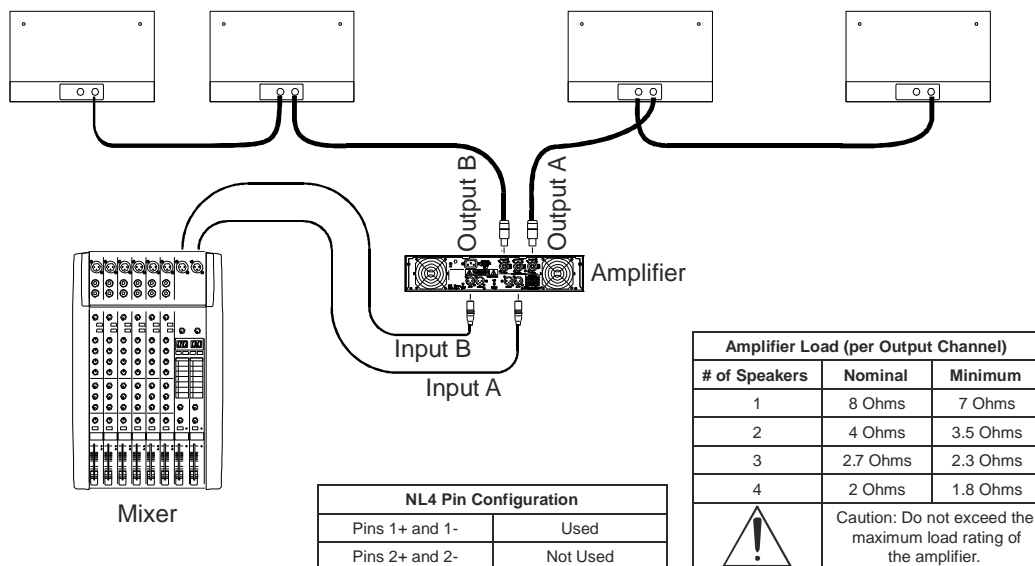 Output B
Output A
Amplifier
Input B
Input A
Mixer
Amplifier Load (per Output Channel)
# of Speakers Nominal Minimum
1 8 Ohms 7 Ohms
2 4 Ohms 3.5 Ohms
3 2.7 Ohms 2.3 Ohms
4 2 Ohms 1.8 Ohms
Caution: Do not exceed the
maximum load rating of
the amplifier.
NL4 Pin Configuration
Pins 1+ and 1- Used
Pins 2+ and 2- Not Used